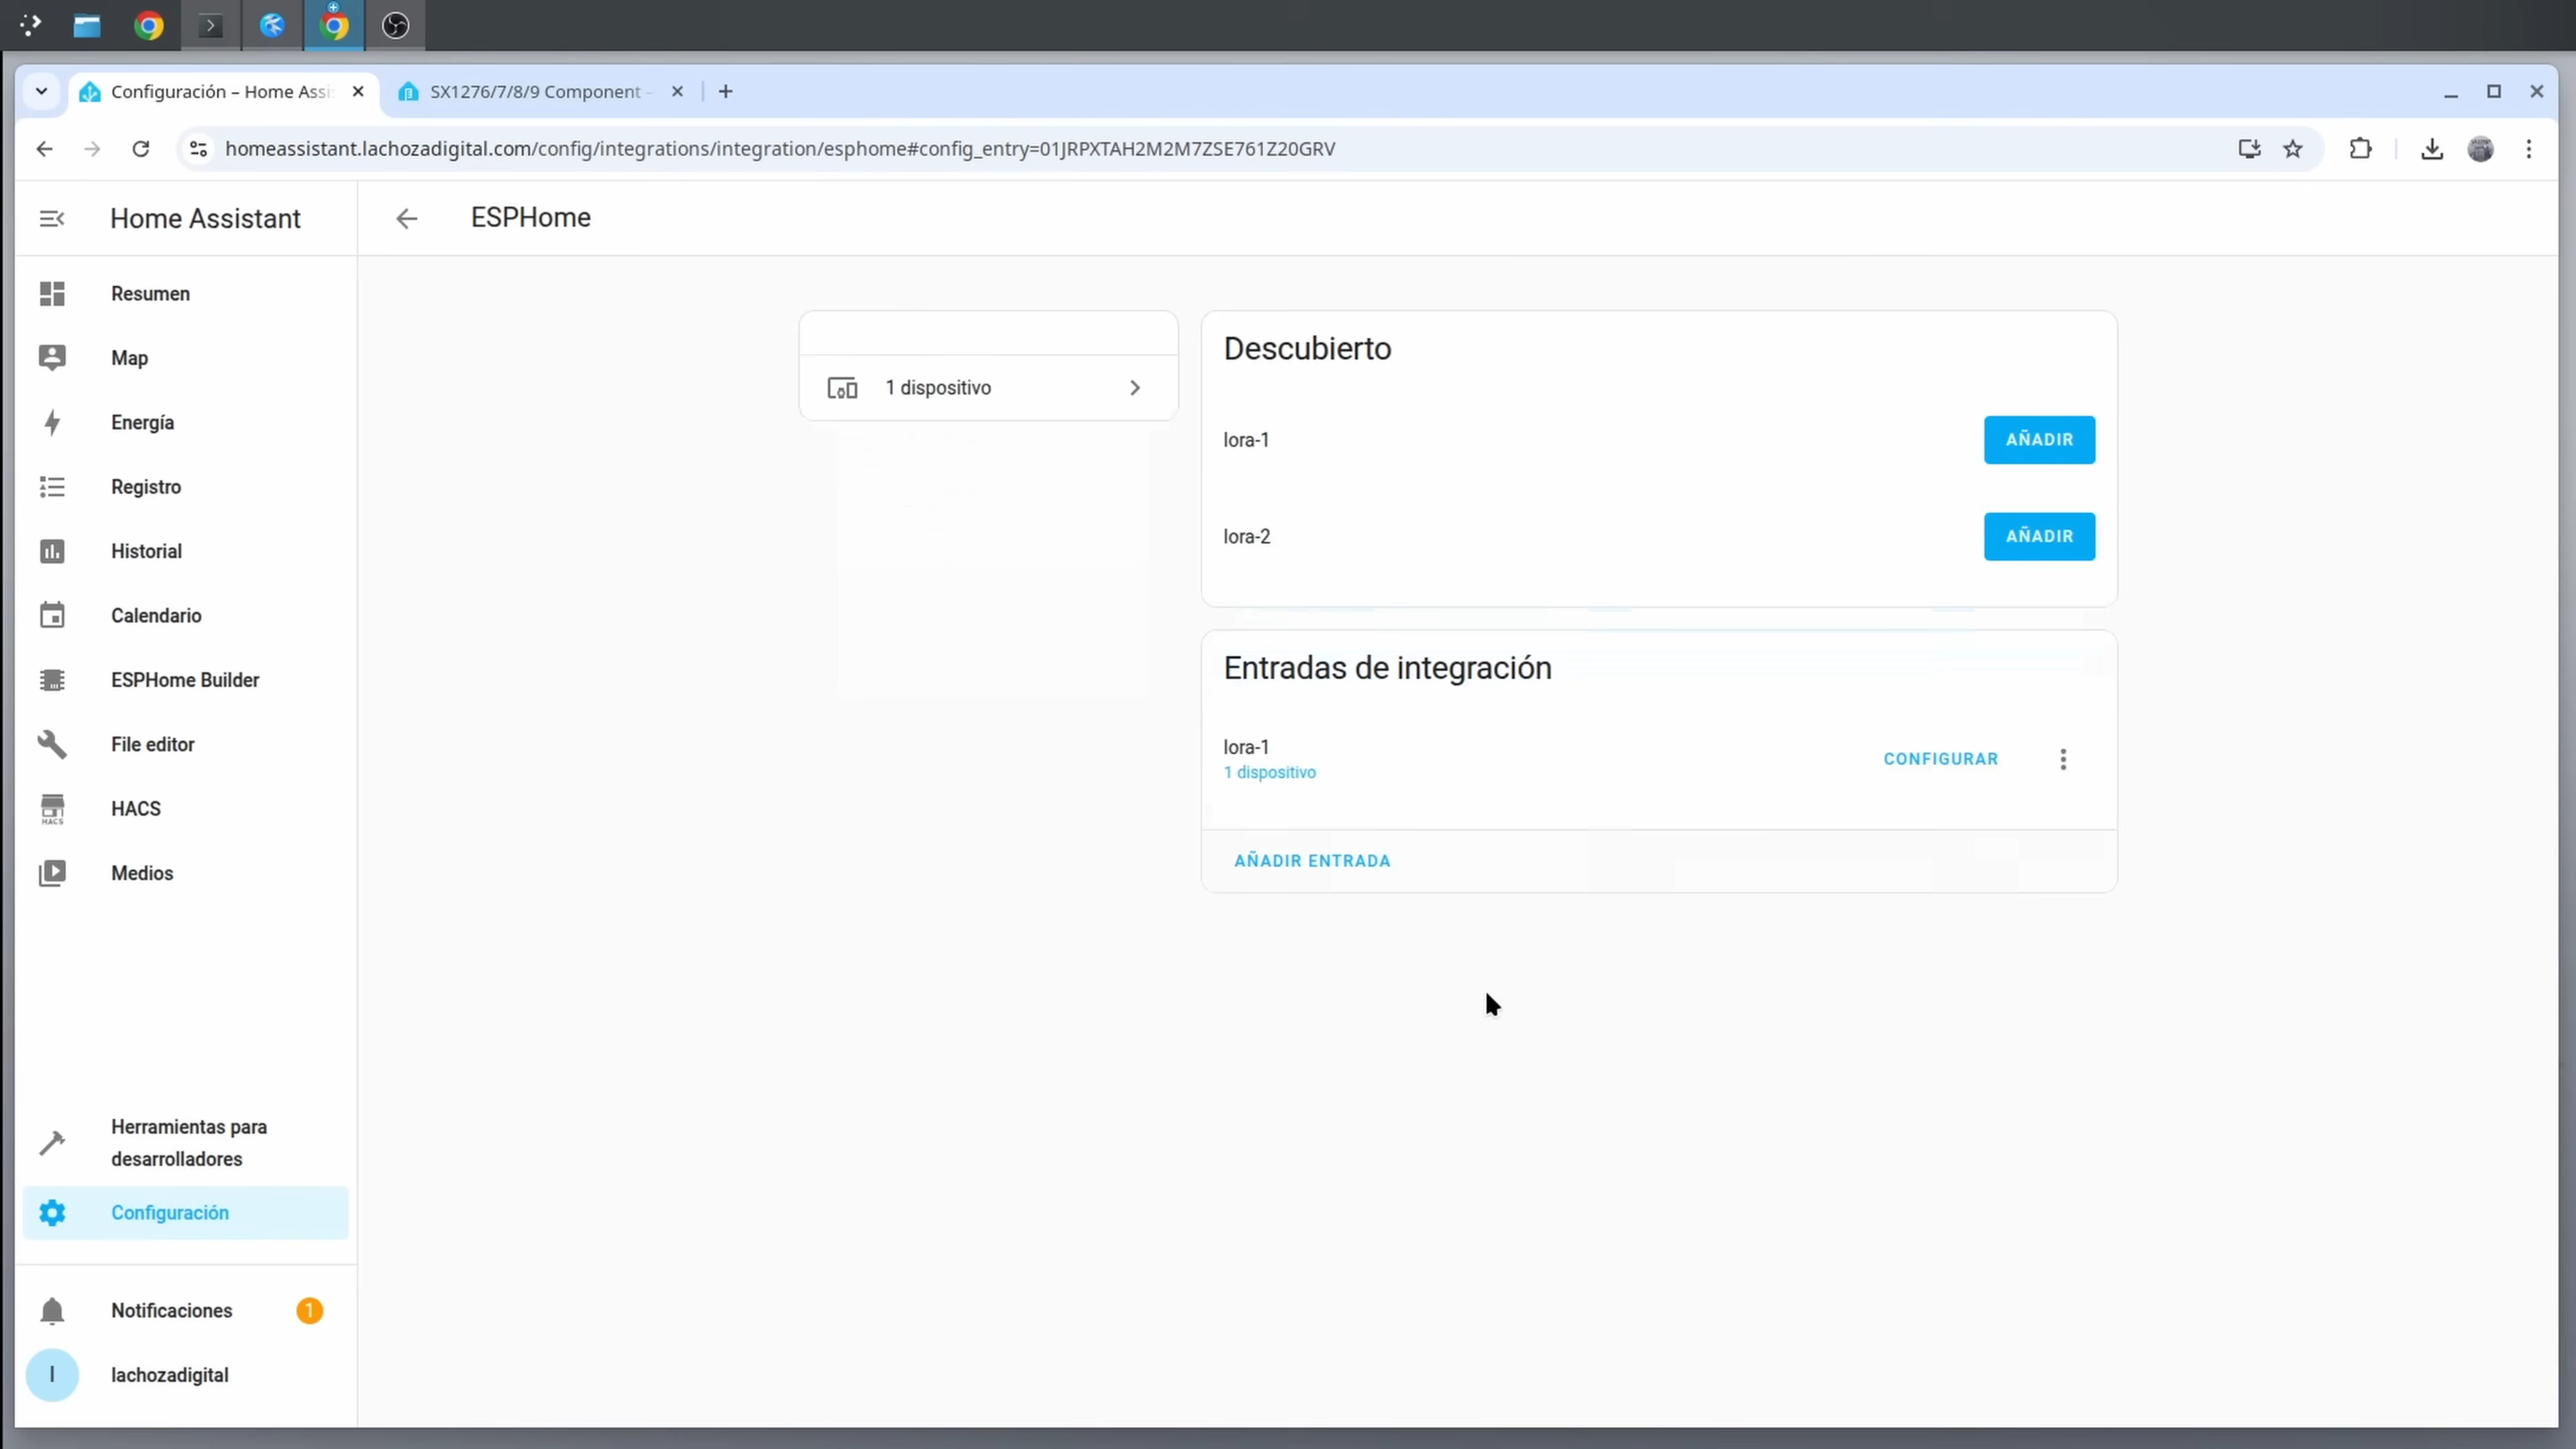 Configuración – Home Assi
SX1276/7/8/9 Component -
homeassistant.lachozadigital.com/config/integrations/integration/esphome#config_entry=01JRPXTAH2M2M7ZSE761Z20GRV
Home Assistant
ESPHome
Resumen
Map
Energía
Registro
Historial
Calendario
ESPHome Builder
File editor
HACS
HACS
Medios
Herramientas para
desarrolladores
Configuración
Notificaciones
1
l
lachozadigital
1 dispositivo
Descubierto
lora-1
AÑADIR
lora-2
AÑADIR
Entradas de integración
lora-1
1 dispositivo
CONFIGURAR
AÑADIR ENTRADA